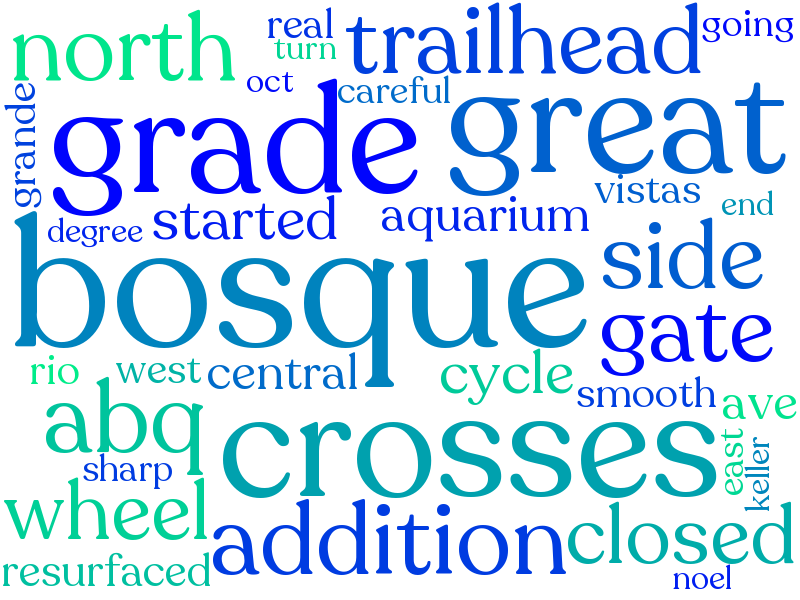 north
real
turn
oct
trailhead
going
careful
grande
grade
great
vistas
end
degree
started
aquarium
side
bosque
gate
rio
west
central
cycle
smooth
ave
abq
crosses
sharp
east
keller
wheel
addition
closed
resurfaced
noel